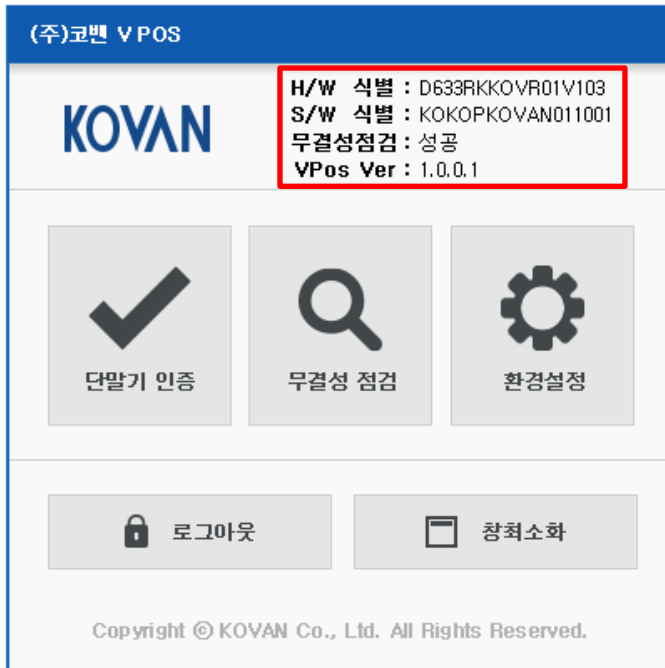 (주)코밴 V POS
KOVAN
H/W 식별 : D633RKKOVR01V103
S/W 식별 : KOKOPKOVAN011001
무결성점검 : 성공
VPos Ver : 1.0.0.1
단말기 인증
무결성 점검
환경설정
로그아웃
창최소화
Copyright ⓒ KOVAN Co., Ltd. All Rights Reserved.